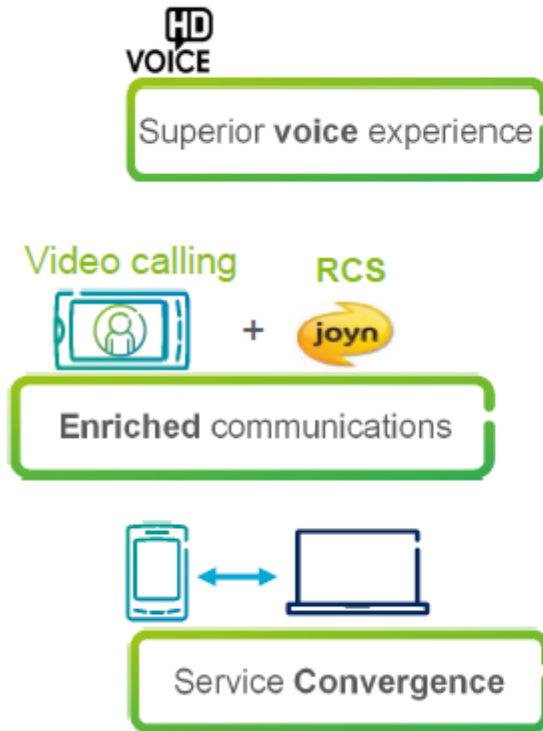 HD
VOICE
Superior voice experience
Video calling
RCS
+
joyn
Enriched communications
Service Convergence